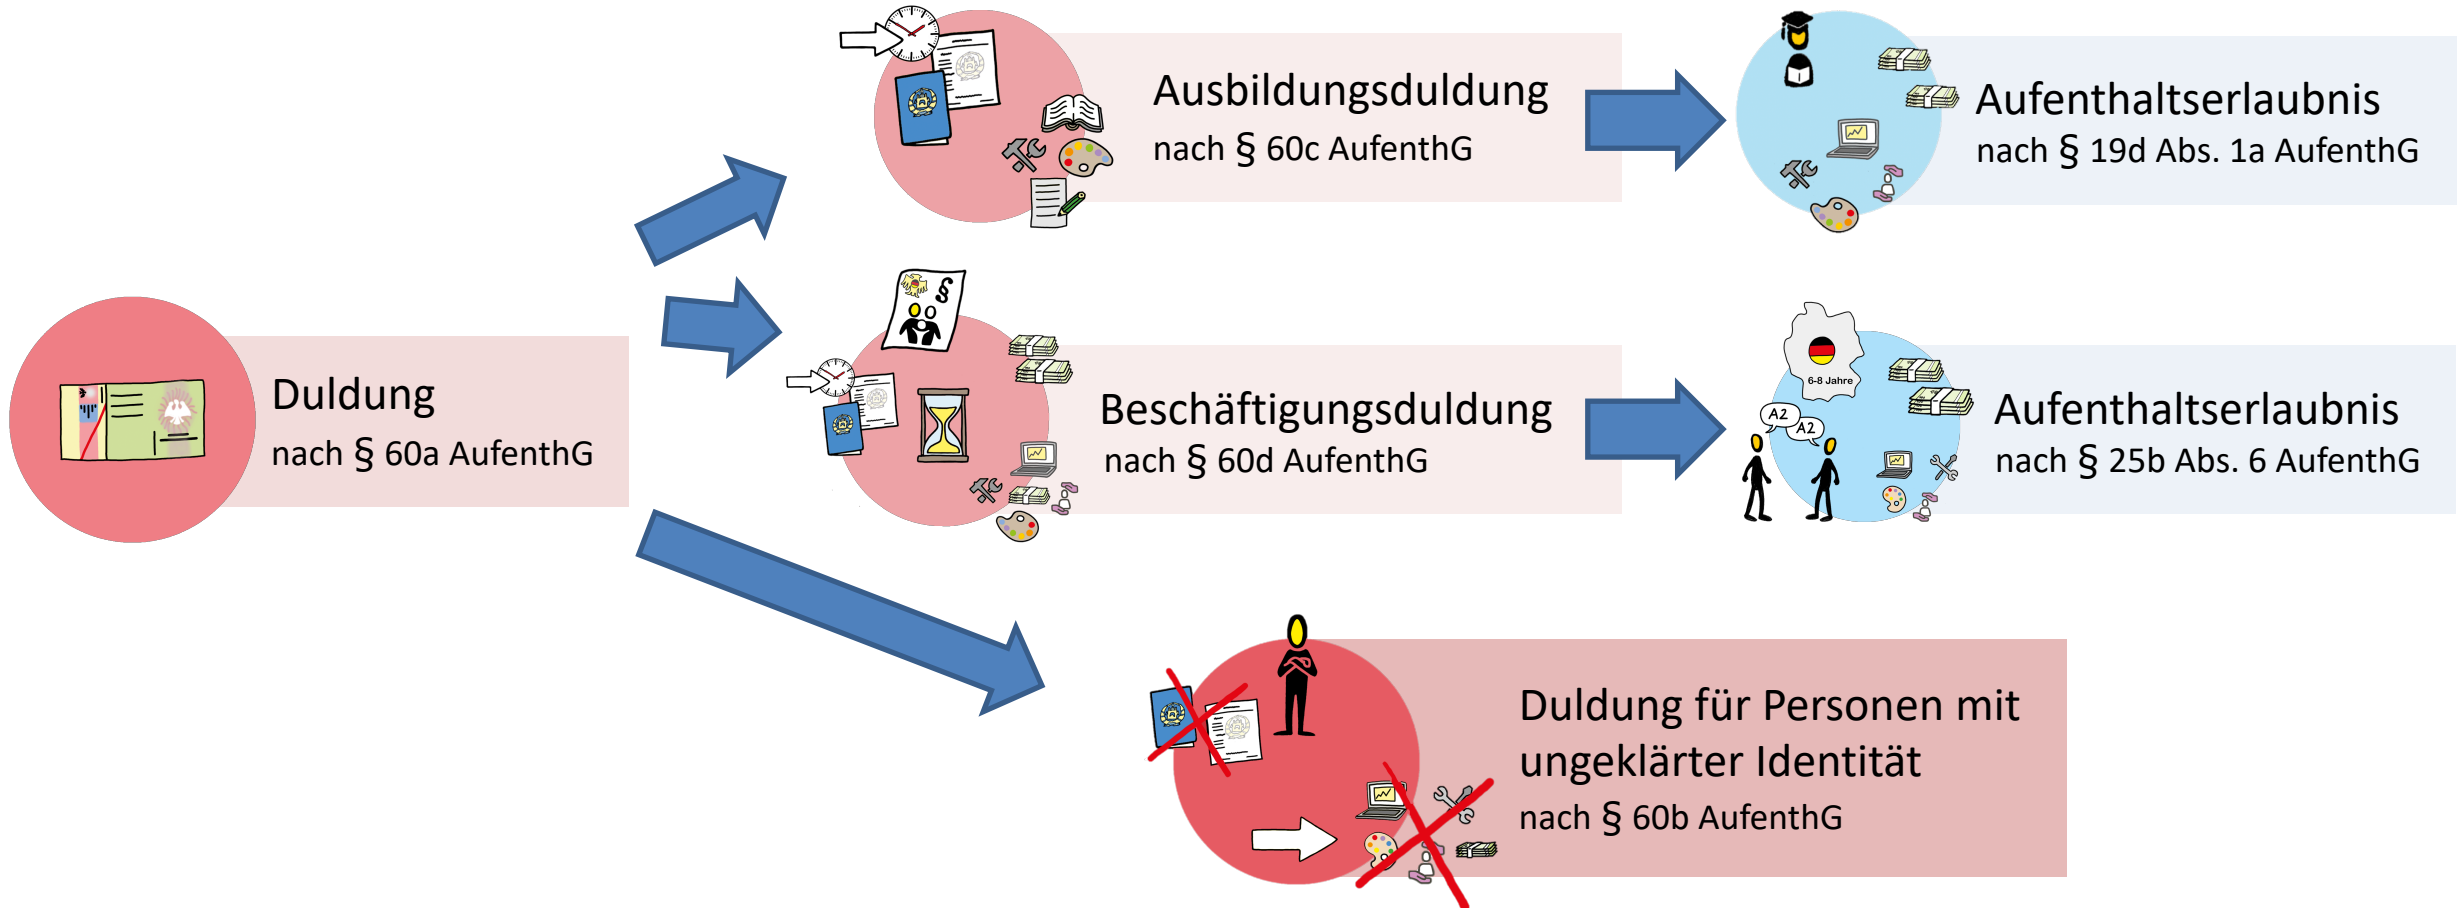 Ausbildungsduldung
nach § 60c AufenthG
Aufenthaltserlaubnis
nach § 19d Abs. 1a AufenthG
Duldung
nach § 60a AufenthG
§
Beschäftigungsduldung
nach § 60d AufenthG
6-8 Jahre
A2
A2
Aufenthaltserlaubnis
nach § 25b Abs. 6 AufenthG
Duldung für Personen mit
ungeklärter Identität
nach § 60b AufenthG